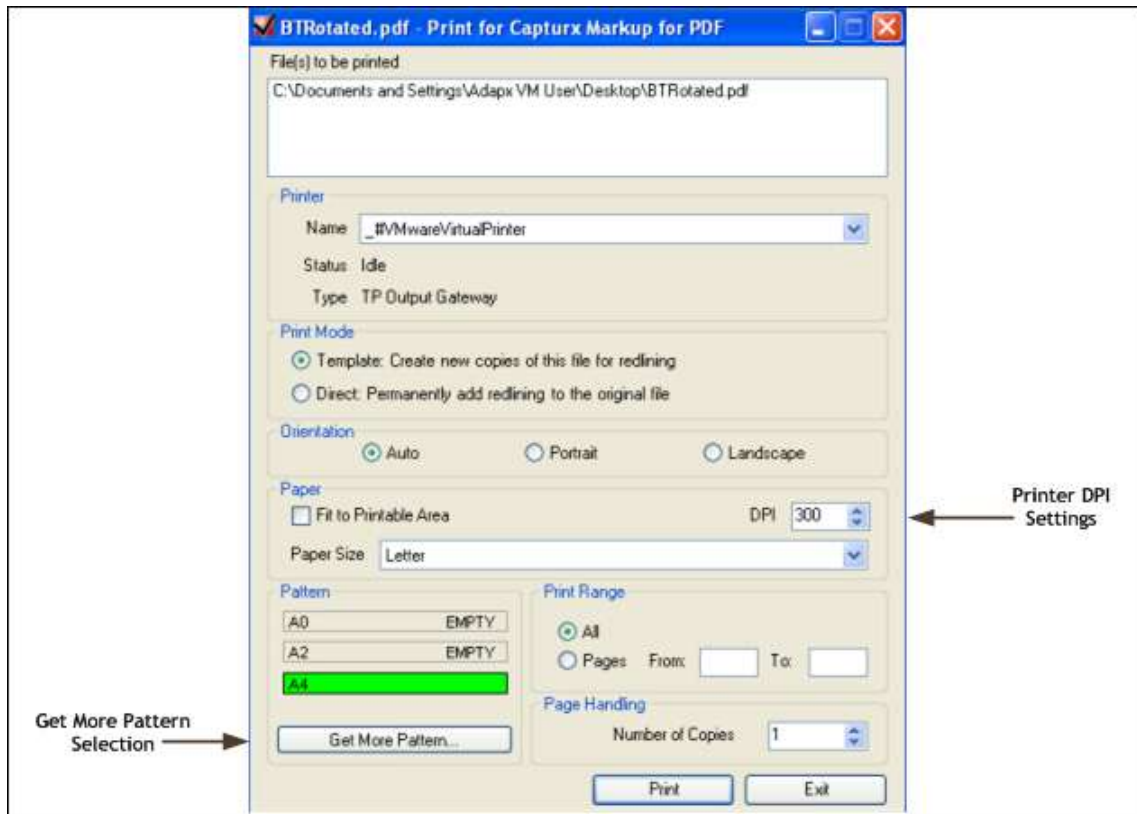 BTRotated.pdf - Print for Capturx Markup for PDF
File(s) to be printed
C:\Documents and Settings\Adapx VM User\Desktop\BTRotated.pdf
Printer
Name _#VMwareVirtualPrinter
Status Idle
Type TP Output Gateway
Print Mode
Template: Create new copies of this file for redlining
Direct: Permanently add redlining to the original file
Orientation
Auto Portrait Landscape
Paper
Fit to Printable Area DPI 300
Printer DPI
Settings
Paper Size Letter
Pattern
A0 EMPTY
A2 EMPTY
A4
Get More Pattern
Selection
Get More Pattern...
Print Range
All
Pages From: To:
Page Handling
Number of Copies 1
Print Exit